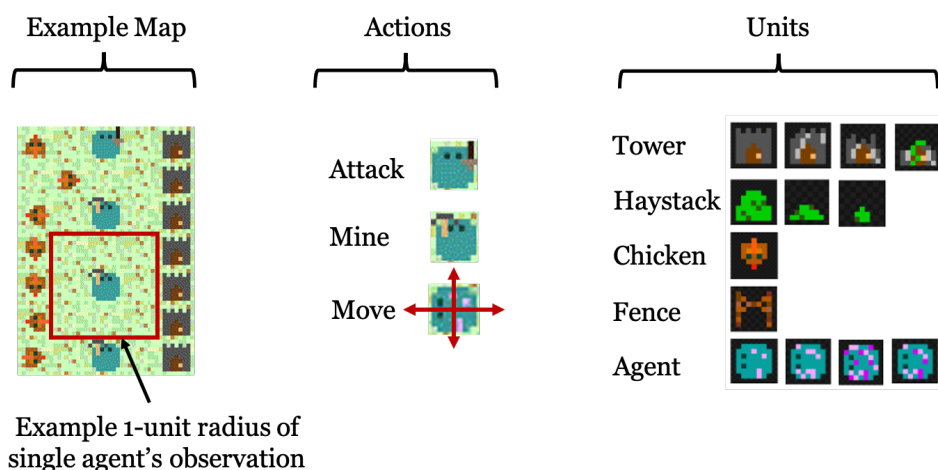 Example Map
Actions
Units
Attack
Mine
Move
Tower
Haystack
Chicken
Fence
Agent
Example 1-unit radius of
single agent's observation